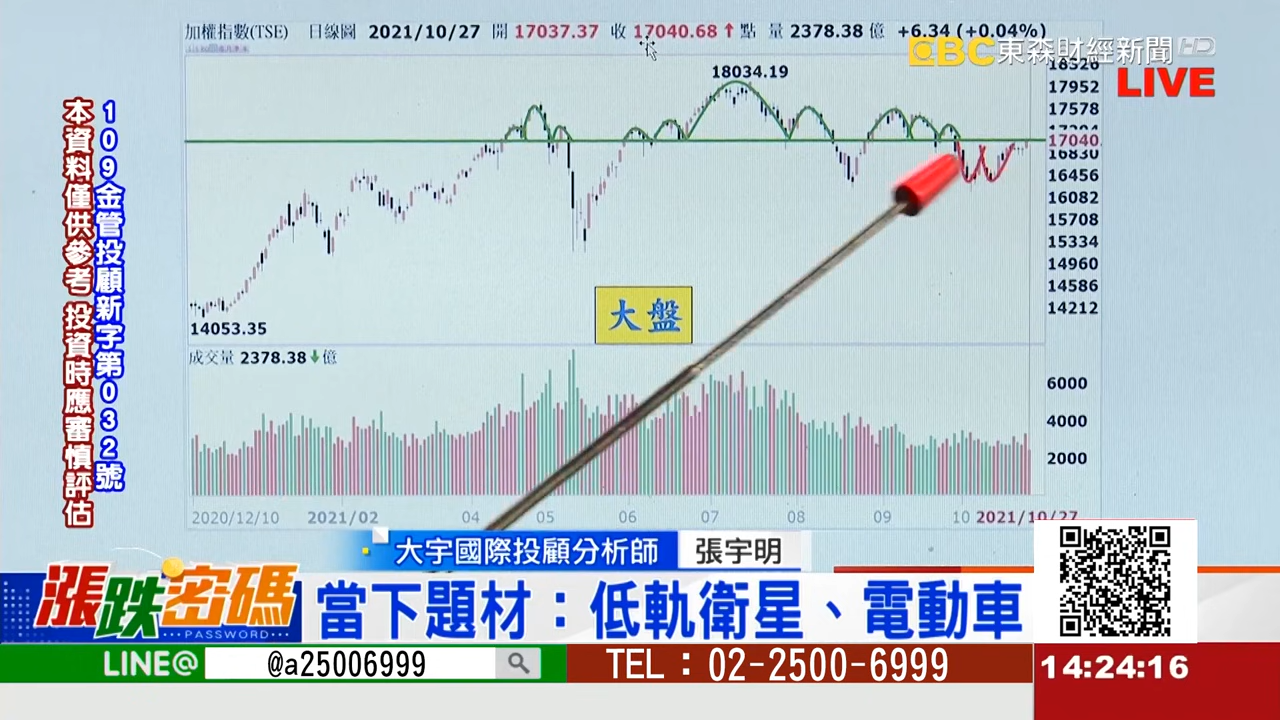 加權指數(TSE) 日線圖 2021/10/27 開 17037.37 收 17040.68↑點 量 2378.38 億 +6.34 (+0.04%)
EBC東森財經新聞HD
LIVE
18034.19
17952
17578
17040
16830
16456
16082
15708
15334
14960
14586
14212
14053.35
大盤
成交量 2378.38↓億
6000
4000
2000
2020/12/10 2021/02 04 05 06 07 08 09 10 2021/10/27
109金管投顧新字第032號
本資料僅供參考 投資時應審慎評估
大宇國際投顧分析師 張宇明
漲跌密碼
PASSWORD
當下題材：低軌衛星、電動車
LINE@ @a25006999
TEL：02-2500-6999
14:24:16